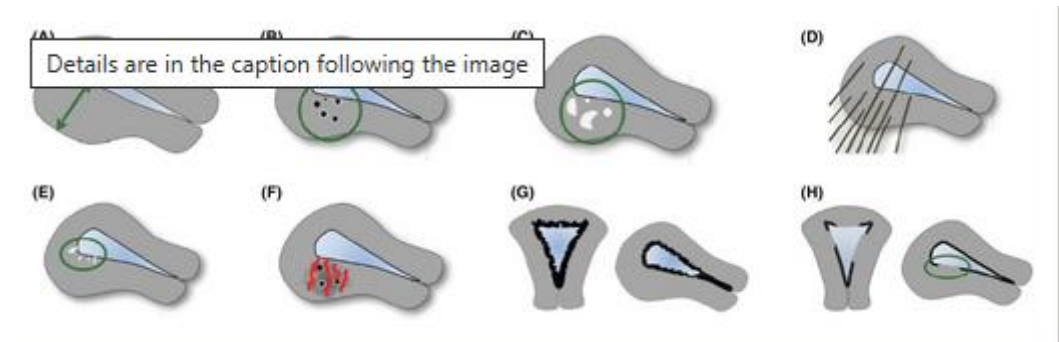 (A) (B) (C) (D)
Details are in the caption following the image
(E) (F) (G) (H)